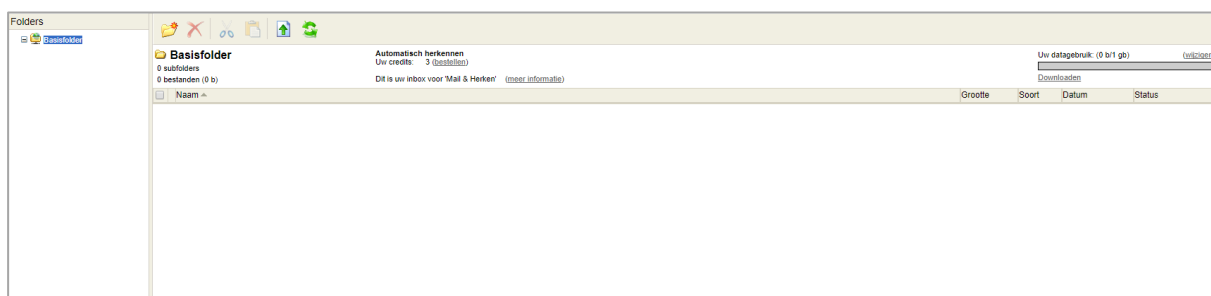 Folders
Basisfolder
Basisfolder
0 subfolders
0 bestanden (0 b)
Automatisch herkennen
Uw credits: 3 (bestellen)
Dit is uw inbox voor 'Mail & Herken' (meer informatie)
Uw datagebruik: (0 b/1 gb) (wijzigen
Downloaden
Naam Grootte Soort Datum Status